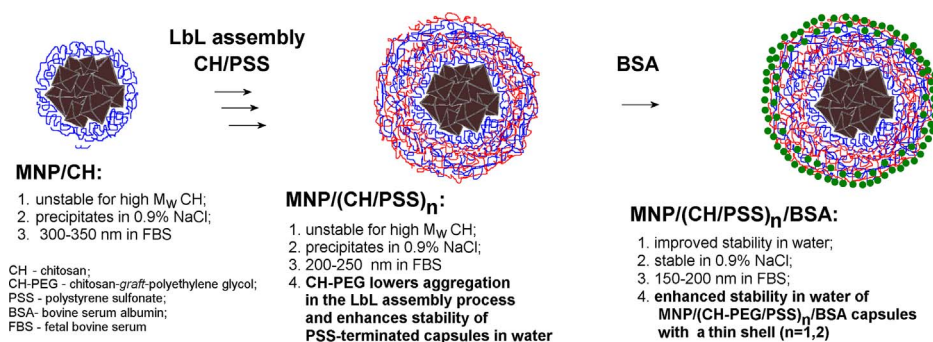 LbL assembly
CH/PSS
BSA
MNP/CH:
1. unstable for high Mw CH;
2. precipitates in 0.9% NaCl;
3. 300-350 nm in FBS
CH - chitosan;
CH-PEG - chitosan-graft-polyethylene glycol;
PSS - polystyrene sulfonate;
BSA- bovine serum albumin;
FBS - fetal bovine serum
MNP/(CH/PSS)n:
1. unstable for high Mw CH;
2. precipitates in 0.9% NaCl;
3. 200-250 nm in FBS
4. CH-PEG lowers aggregation
in the LbL assembly process
and enhances stability of
PSS-terminated capsules in water
MNP/(CH/PSS)n/BSA:
1. improved stability in water;
2. stable in 0.9% NaCl;
3. 150-200 nm in FBS;
4. enhanced stability in water of
MNP/(CH-PEG/PSS)n/BSA capsules
with a thin shell (n=1,2)